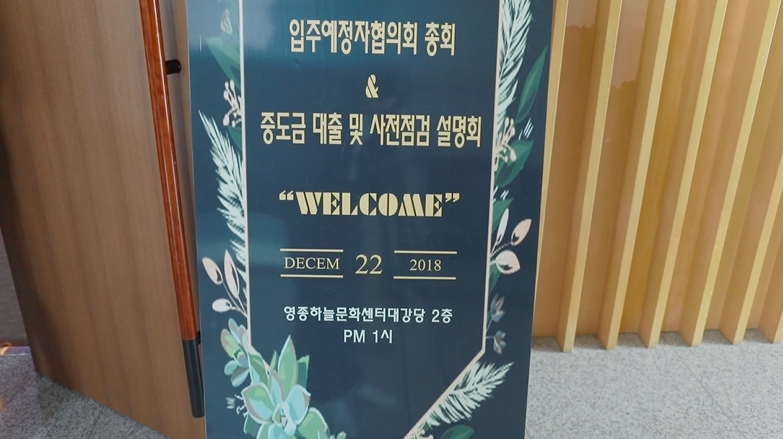 입주예정자협의회 총회
&
중도금 대출 및 사전점검 설명회
“WELCOME”
DECEM 22 2018
영종하늘문화센터대강당 2층
PM 1시